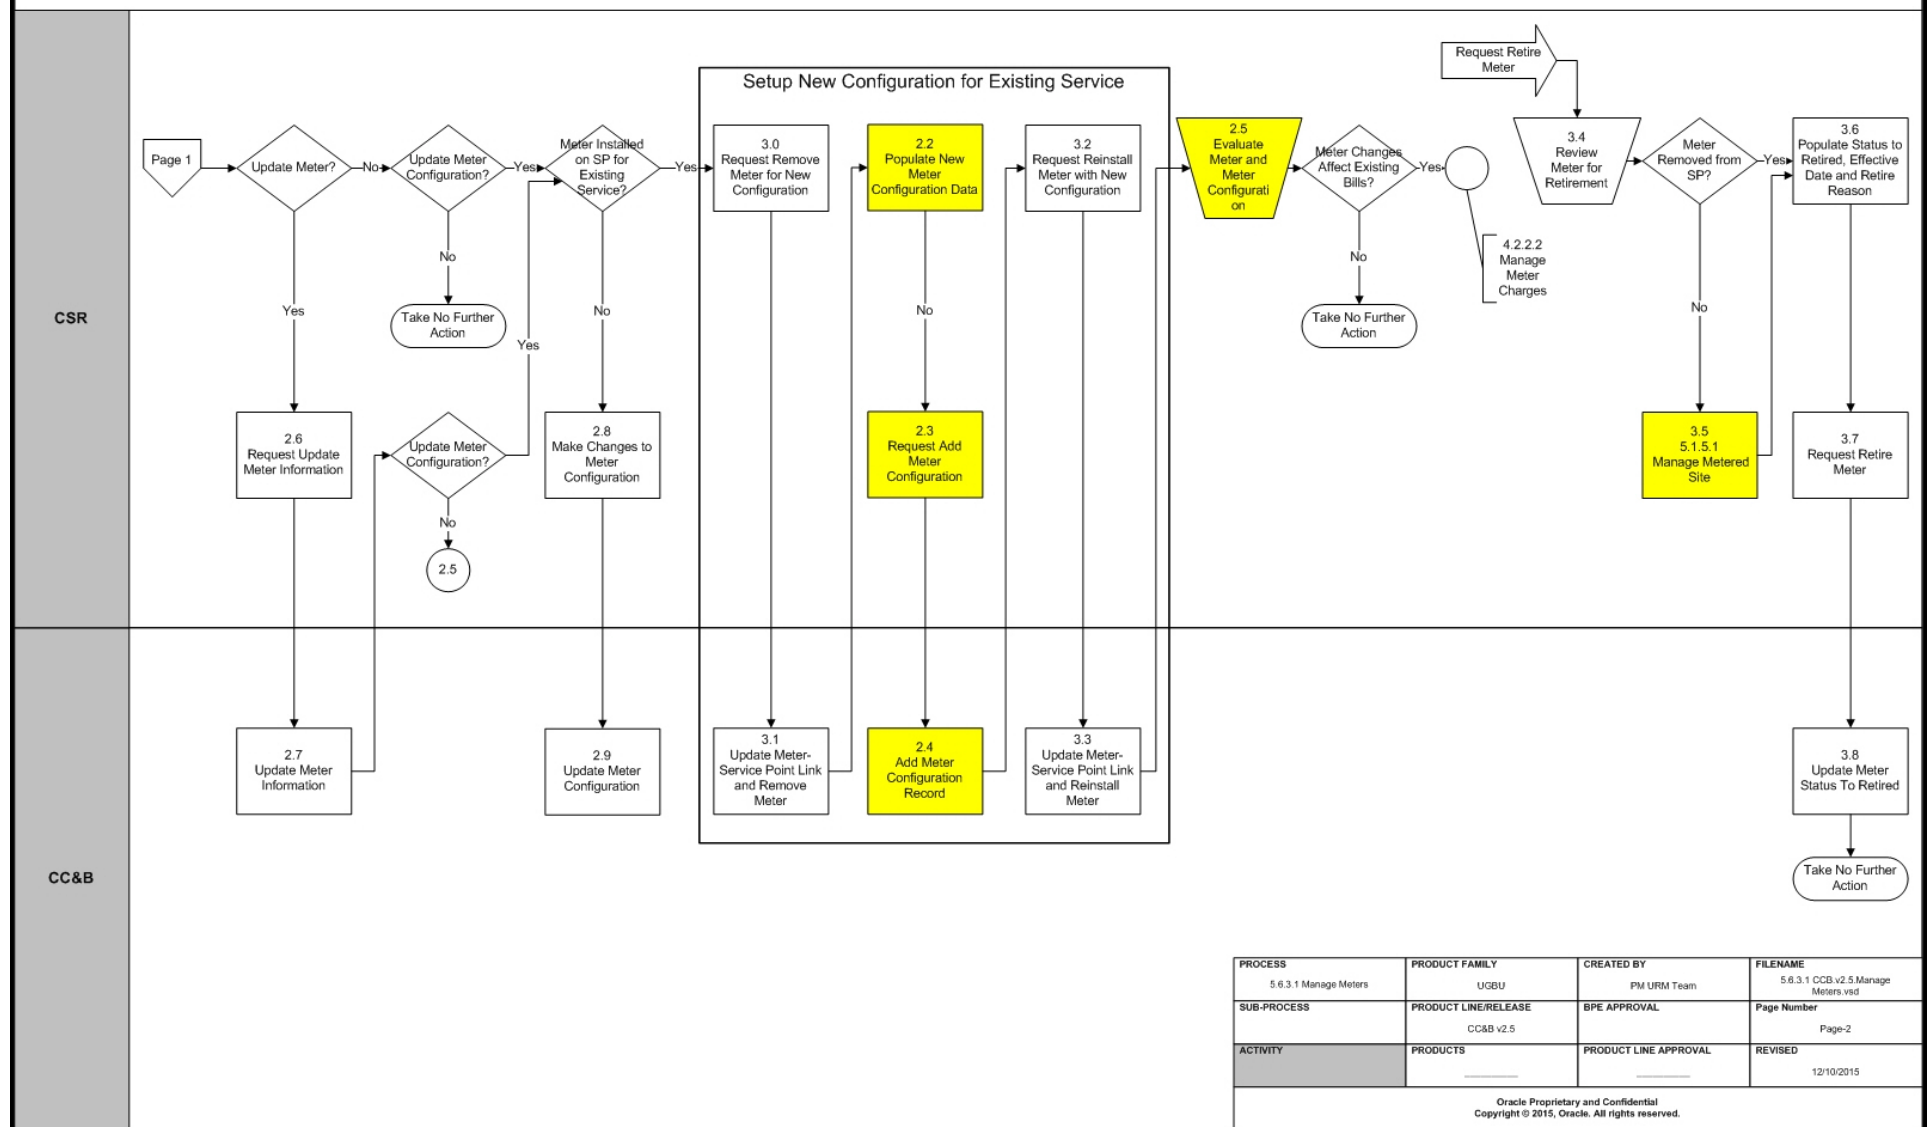 Setup New Configuration for Existing Service
Request Retire
Meter
CSR
Page 1
Update Meter?
No
Update Meter
Configuration?
Yes
Meter Installed
on SP for
Existing
Service?
Yes
3.0
Request Remove
Meter for New
Configuration
2.2
Populate New
Meter
Configuration Data
3.2
Request Reinstall
Meter with New
Configuration
2.5
Evaluate
Meter and
Meter
Configurati
on
Meter Changes
Affect Existing
Bills?
Yes
4.2.2.2
Manage
Meter
Charges
3.4
Review
Meter for
Retirement
Meter
Removed from
SP?
Yes
3.6
Populate Status to
Retired, Effective
Date and Retire
Reason
Yes
No
Take No Further
Action
Yes
No
No
No
Take No Further
Action
No
2.6
Request Update
Meter Information
Update Meter
Configuration?
No
2.5
2.8
Make Changes to
Meter
Configuration
2.3
Request Add
Meter
Configuration
3.5
5.1.5.1
Manage Metered
Site
3.7
Request Retire
Meter
CC&B
2.7
Update Meter
Information
2.9
Update Meter
Configuration
3.1
Update Meter-
Service Point Link
and Remove
Meter
2.4
Add Meter
Configuration
Record
3.3
Update Meter-
Service Point Link
and Reinstall
Meter
3.8
Update Meter
Status To Retired
Take No Further
Action
PROCESS
5.6.3.1 Manage Meters
PRODUCT FAMILY
UGBU
CREATED BY
PM URM Team
FILENAME
5.6.3.1 CCB.v2.5.Manage
Meters.vsd
SUB-PROCESS
PRODUCT LINE/RELEASE
CC&B v2.5
BPE APPROVAL
Page Number
Page-2
ACTIVITY
PRODUCTS
PRODUCT LINE APPROVAL
REVISED
12/10/2015
Oracle Proprietary and Confidential
Copyright © 2015, Oracle. All rights reserved.